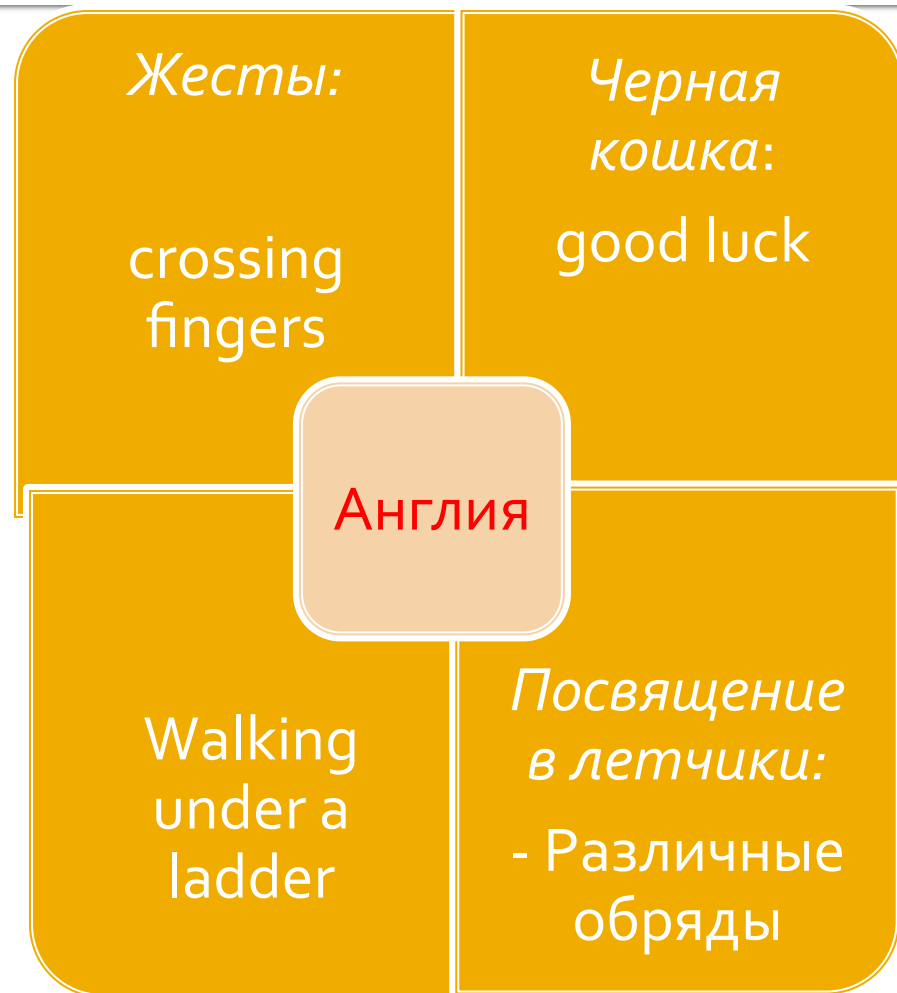 Жесты:
crossing
fingers
Черная
кошка:
good luck
Англия
Walking
under a
ladder
Посвящение
в летчики:
- Различные
обряды